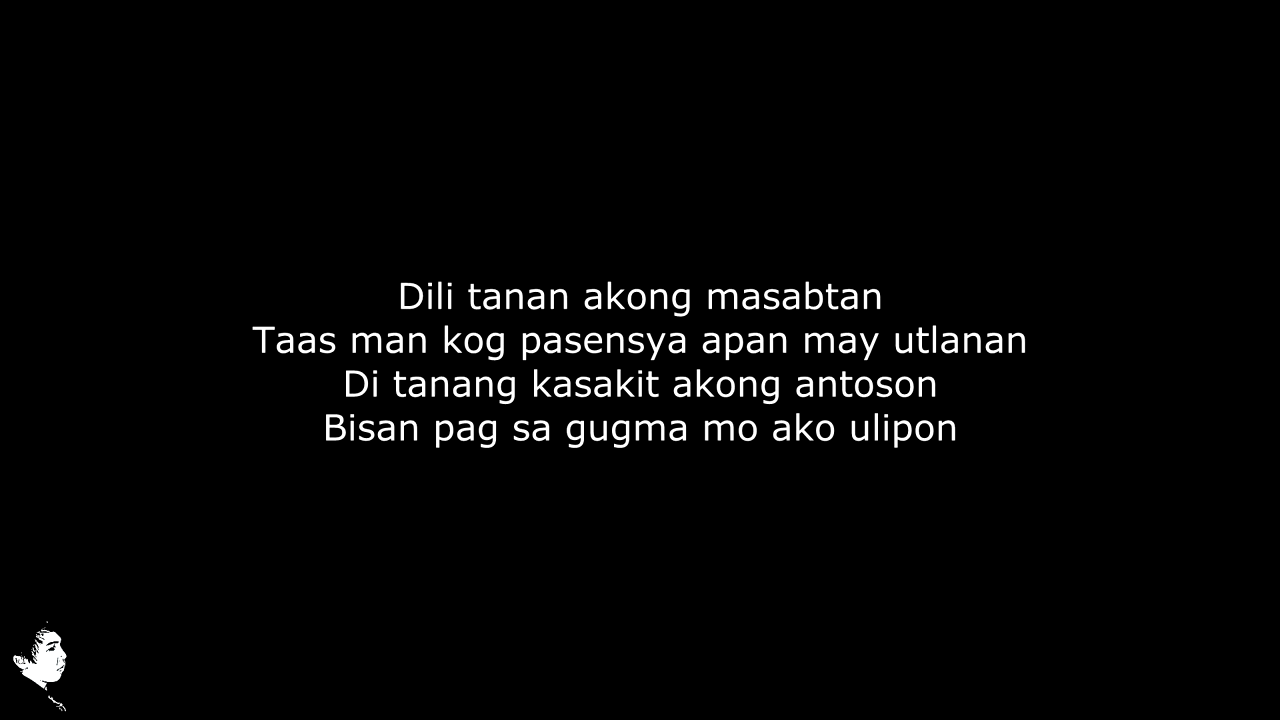 Dili tanan akong masabtan
Taas man kog pasensya apan may utlanan
Di tanang kasakit akong antoson
Bisan pag sa gugma mo ako ulipon